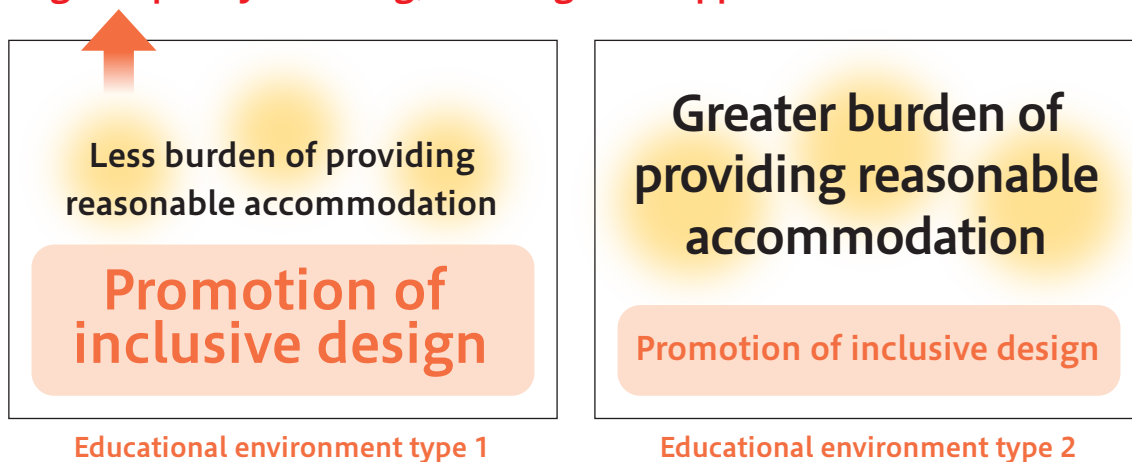 Less burden of providing
reasonable accommodation
Promotion of
inclusive design
Educational environment type 1
Greater burden of
providing reasonable
accommodation
Promotion of inclusive design
Educational environment type 2